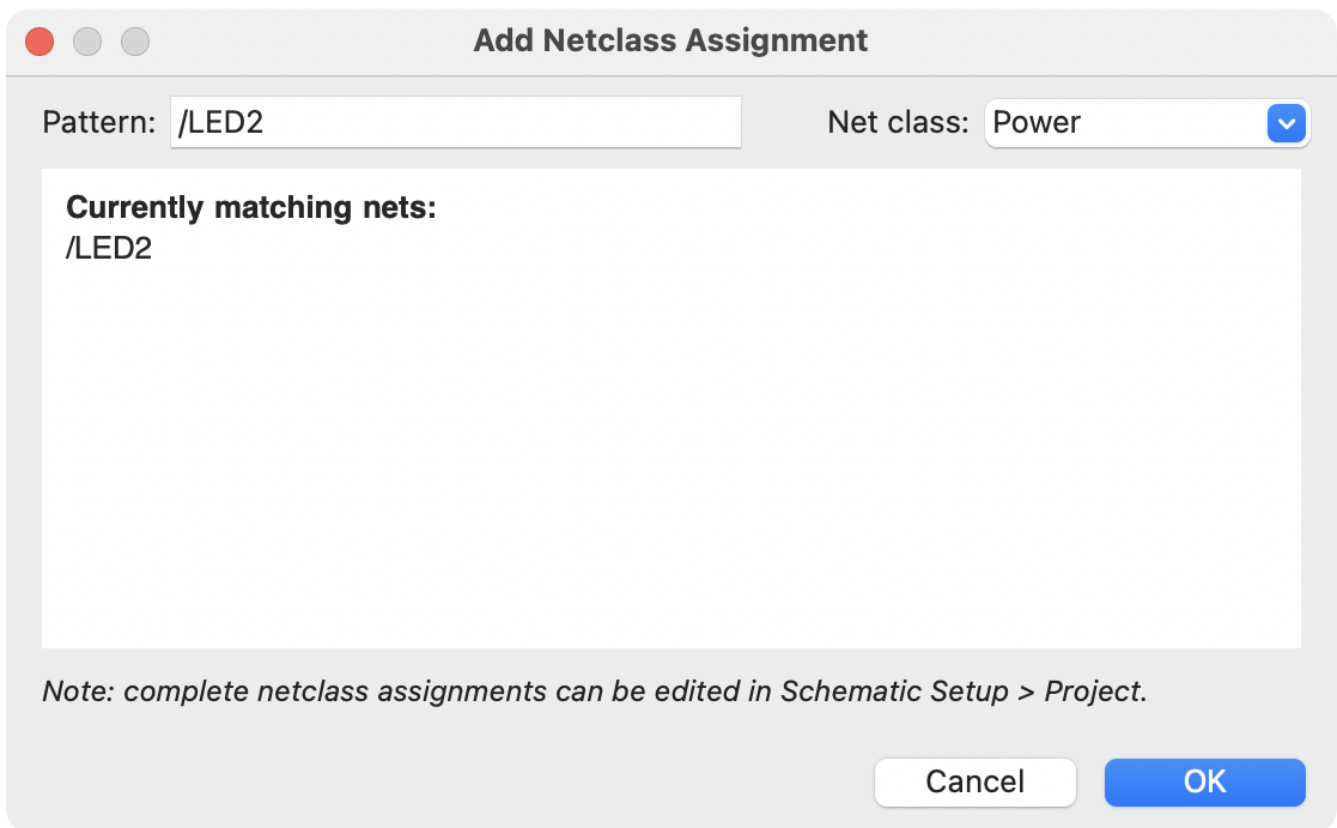 Add Netclass Assignment
Pattern: /LED2 Net class: Power
Currently matching nets:
/LED2
Note: complete netclass assignments can be edited in Schematic Setup > Project.
Cancel OK